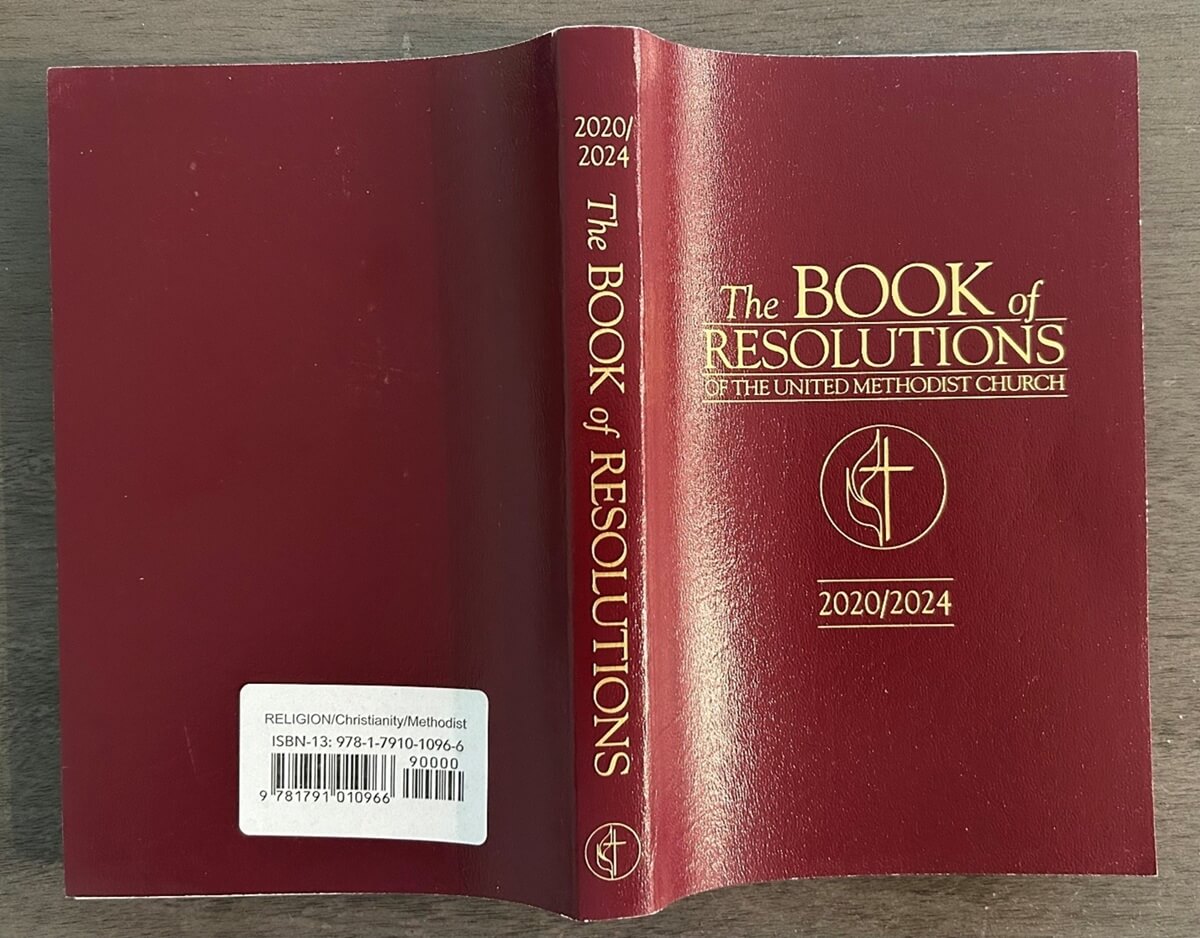 RELIGION/Christianity/Methodist
ISBN-13: 978-1-7910-1096-6
90000
9 781791 010966
2020/
2024
The BOOK of RESOLUTIONS
The BOOK of
RESOLUTIONS
OF THE UNITED METHODIST CHURCH
2020/2024